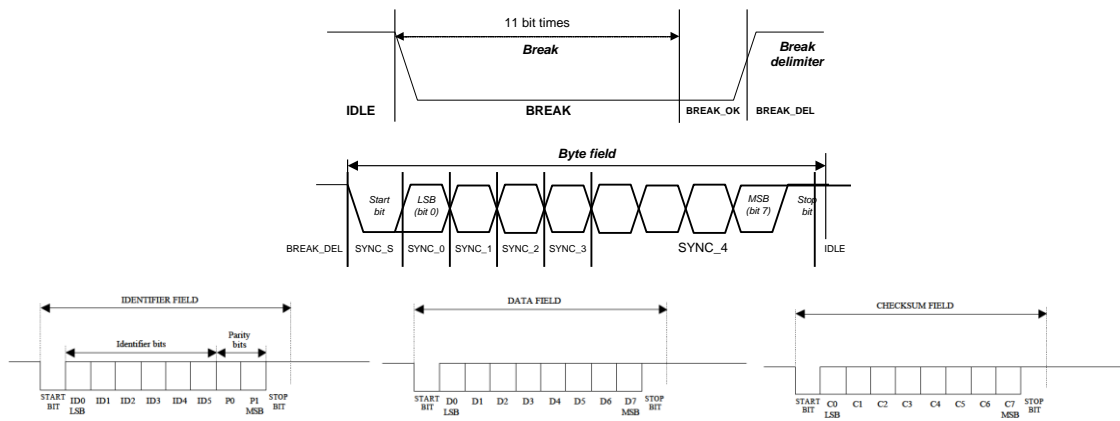 11 bit times
Break
Break
delimiter
IDLE
BREAK
BREAK_OK
BREAK_DEL
Byte field
Start
bit
LSB
(bit 0)
MSB
(bit 7)
Stop
bit
BREAK_DEL
SYNC_S
SYNC_0
SYNC_1
SYNC_2
SYNC_3
SYNC_4
IDLE
IDENTIFIER FIELD
Identifier bits
Parity
bits
START
BIT
ID0
LSB
ID1
ID2
ID3
ID4
ID5
P0
P1
MSB
STOP
BIT
DATA FIELD
START
BIT
D0
LSB
D1
D2
D3
D4
D5
D6
D7
MSB
STOP
BIT
CHECKSUM FIELD
START
BIT
C0
LSB
C1
C2
C3
C4
C5
C6
C7
MSB
STOP
BIT